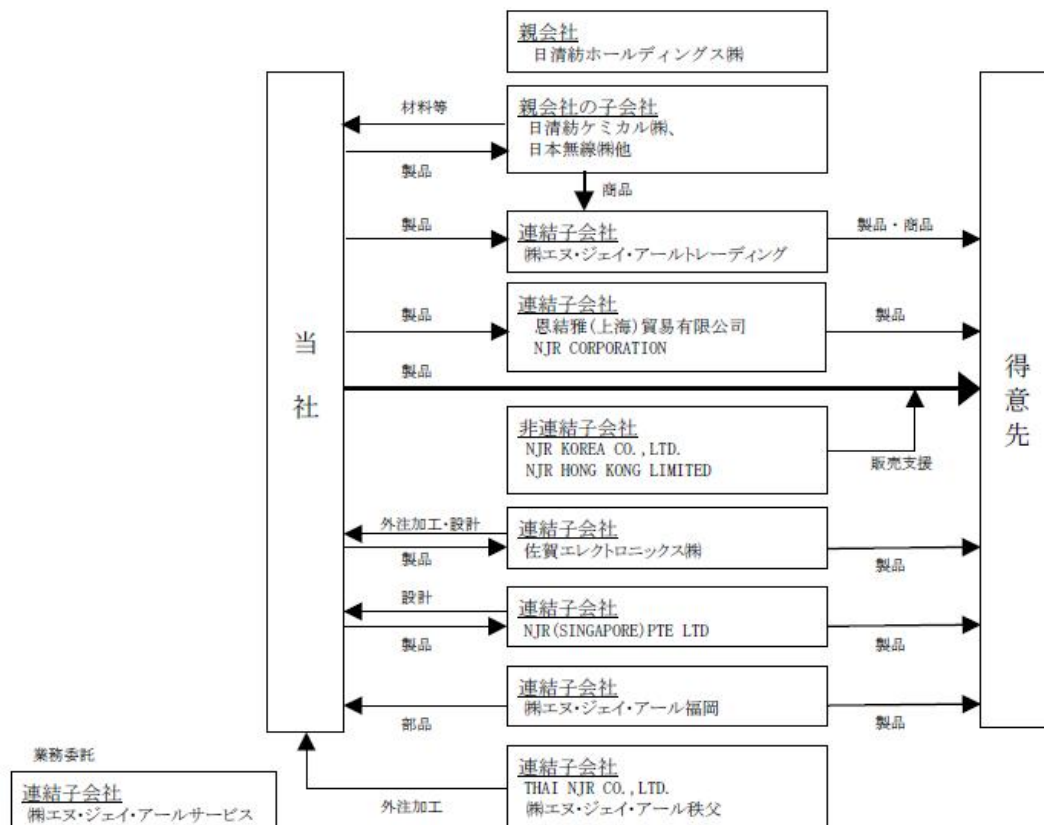 親会社
日清紡ホールディングス㈱
材料等
親会社の子会社
日清紡ケミカル㈱、
日本無線㈱他
製品
商品
製品
連結子会社
㈱エヌ・ジェイ・アールトレーディング
製品・商品
製品
連結子会社
恩結雅(上海)貿易有限公司
NJR CORPORATION
製品
当社
製品
得意先
非連結子会社
NJR KOREA CO.,LTD.
NJR HONG KONG LIMITED
販売支援
外注加工・設計
連結子会社
佐賀エレクトロニックス㈱
製品
製品
設計
連結子会社
NJR(SINGAPORE)PTE LTD
製品
製品
連結子会社
㈱エヌ・ジェイ・アール福岡
部品
製品
業務委託
連結子会社
㈱エヌ・ジェイ・アールサービス
外注加工
連結子会社
THAI NJR CO.,LTD.
㈱エヌ・ジェイ・アール秩父